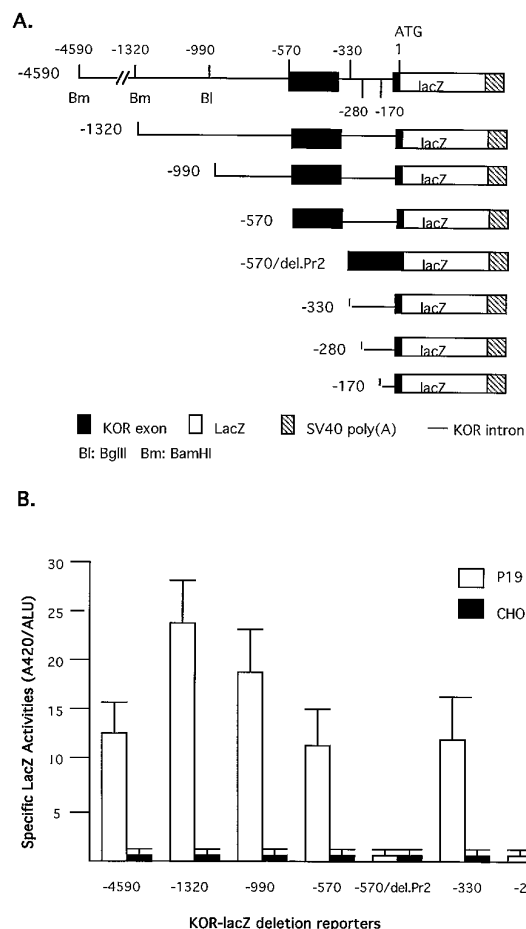 A.
ATG
-4590 -1320 -990 -570 -330 1
-4590
lacZ
Bm Bm Bl -280 -170
-1320
lacZ
-990
lacZ
-570
lacZ
-570/del.Pr2
lacZ
-330
lacZ
-280
lacZ
-170
lacZ
KOR exon LacZ SV40 poly(A) KOR intron
Bl: BglII Bm: BamHI
B.
Specific LacZ Activities (A420/ALU)
30
25
20
15
10
5
P19
CHO
-4590 -1320 -990 -570 -570/del.Pr2 -330
KOR-lacZ deletion reporters